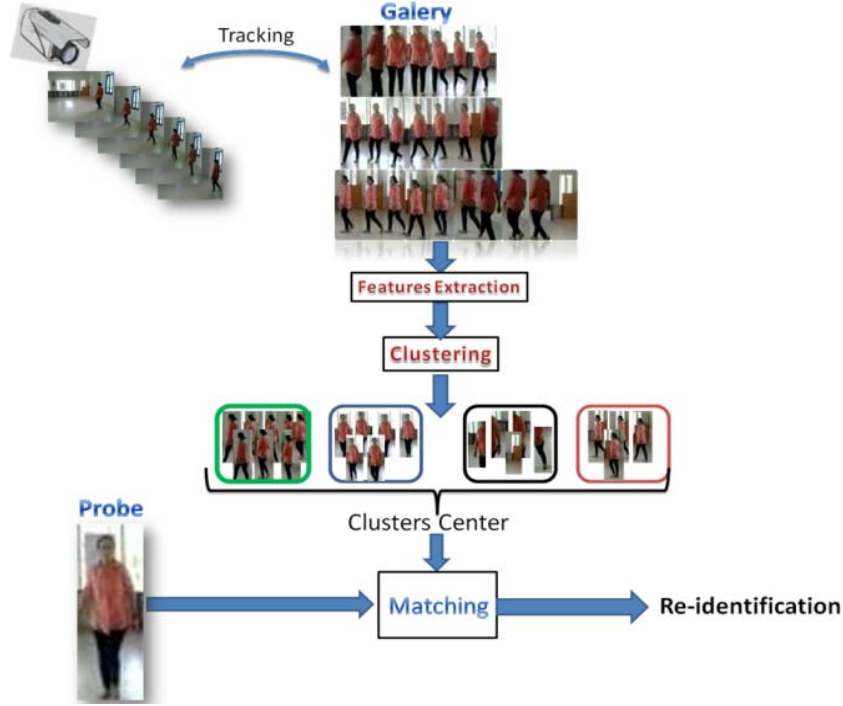 Galery
Tracking
Features Extraction
Clustering
Clusters Center
Probe
Matching
Re-identification